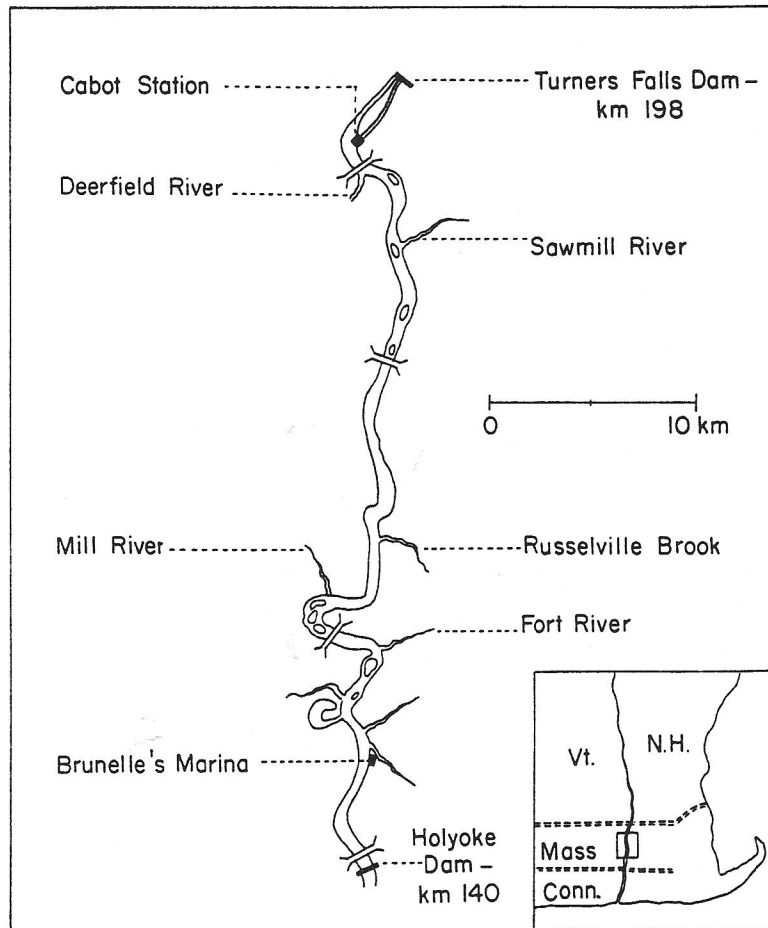 Cabot Station
Turners Falls Dam –
km 198
Deerfield River
Sawmill River
0 10 km
Mill River
Russelville Brook
Fort River
Brunelle's Marina
Holyoke
Dam –
km 140
Vt.
N.H.
Mass
Conn.